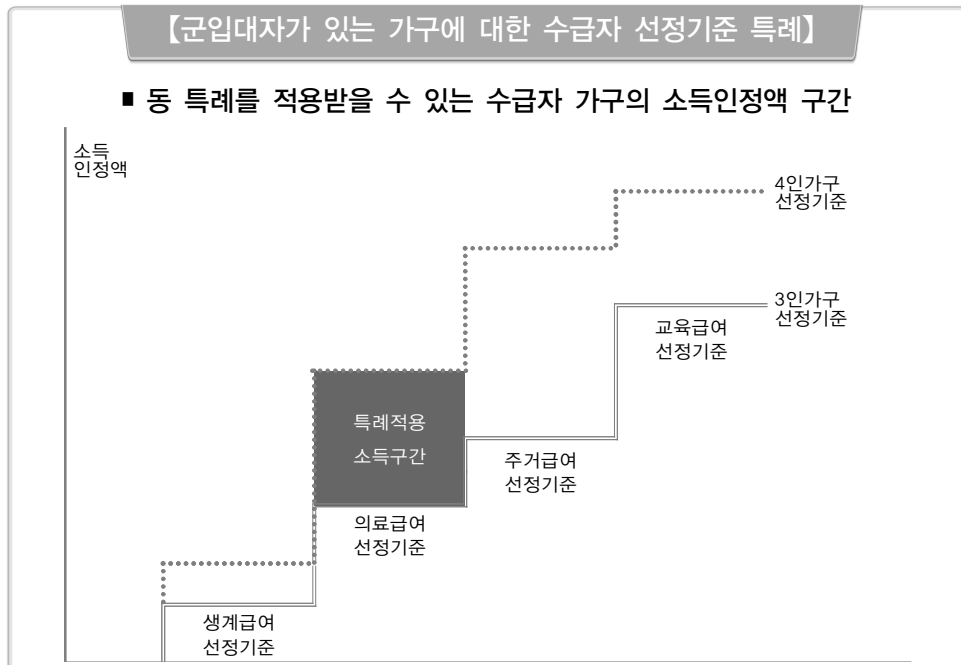 【군입대자가 있는 가구에 대한 수급자 선정기준 특례】
■ 동 특례를 적용받을 수 있는 수급자 가구의 소득인정액 구간
소득
인정액
4인가구
선정기준
3인가구
선정기준
교육급여
선정기준
특례적용
소득구간
주거급여
선정기준
의료급여
선정기준
생계급여
선정기준